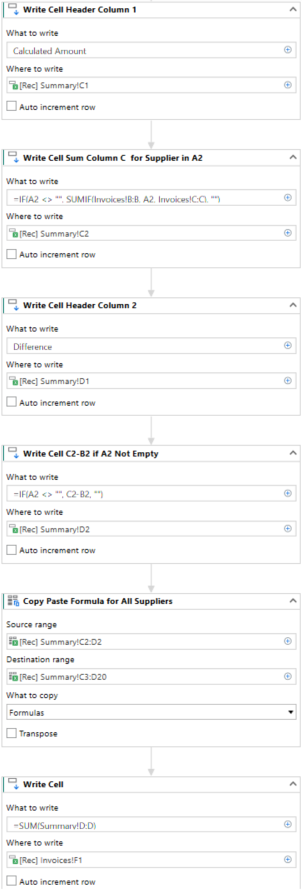 Write Cell Header Column 1
What to write
Calculated Amount
Where to write
[Rec] Summary!C1
Auto increment row
Write Cell Sum Column C for Supplier in A2
What to write
=IF(A2 <> "", SUMIF(Invoices!B:B, A2, Invoices!C:C), "")
Where to write
[Rec] Summary!C2
Auto increment row
Write Cell Header Column 2
What to write
Difference
Where to write
[Rec] Summary!D1
Auto increment row
Write Cell C2-B2 if A2 Not Empty
What to write
=IF(A2 <> "", C2-B2, "")
Where to write
[Rec] Summary!D2
Auto increment row
Copy Paste Formula for All Suppliers
Source range
[Rec] Summary!C2:D2
Destination range
[Rec] Summary!C3:D20
What to copy
Formulas
Transpose
Write Cell
What to write
=SUM(Summary!D:D)
Where to write
[Rec] Invoices!F1
Auto increment row